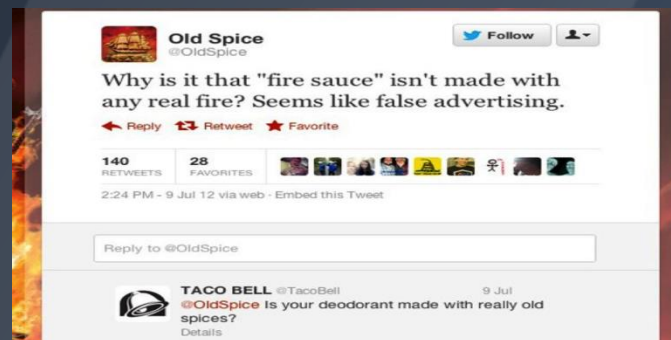 Old Spice
@OldSpice
Follow
Why is it that "fire sauce" isn't made with
any real fire? Seems like false advertising.
Reply Retweet Favorite
140 28
RETWEETS FAVORITES
2:24 PM - 9 Jul 12 via web · Embed this Tweet
Reply to @OldSpice
TACO BELL @TacoBell 9 Jul
@OldSpice Is your deodorant made with really old
spices?
Details